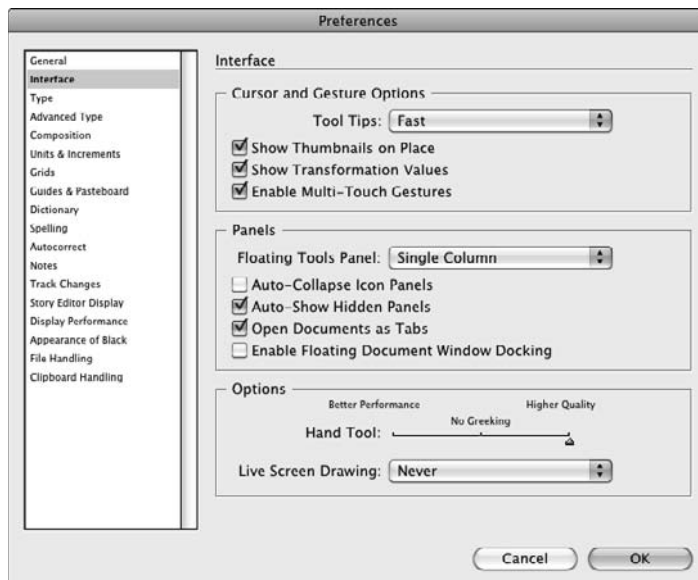 Preferences
General
Interface
Type
Advanced Type
Composition
Units & Increments
Grids
Guides & Pasteboard
Dictionary
Spelling
Autocorrect
Notes
Track Changes
Story Editor Display
Display Performance
Appearance of Black
File Handling
Clipboard Handling
Interface
Cursor and Gesture Options
Tool Tips: Fast
Show Thumbnails on Place
Show Transformation Values
Enable Multi-Touch Gestures
Panels
Floating Tools Panel: Single Column
Auto-Collapse Icon Panels
Auto-Show Hidden Panels
Open Documents as Tabs
Enable Floating Document Window Docking
Options
Better Performance Higher Quality
No Greeking
Hand Tool:
Live Screen Drawing: Never
Cancel OK